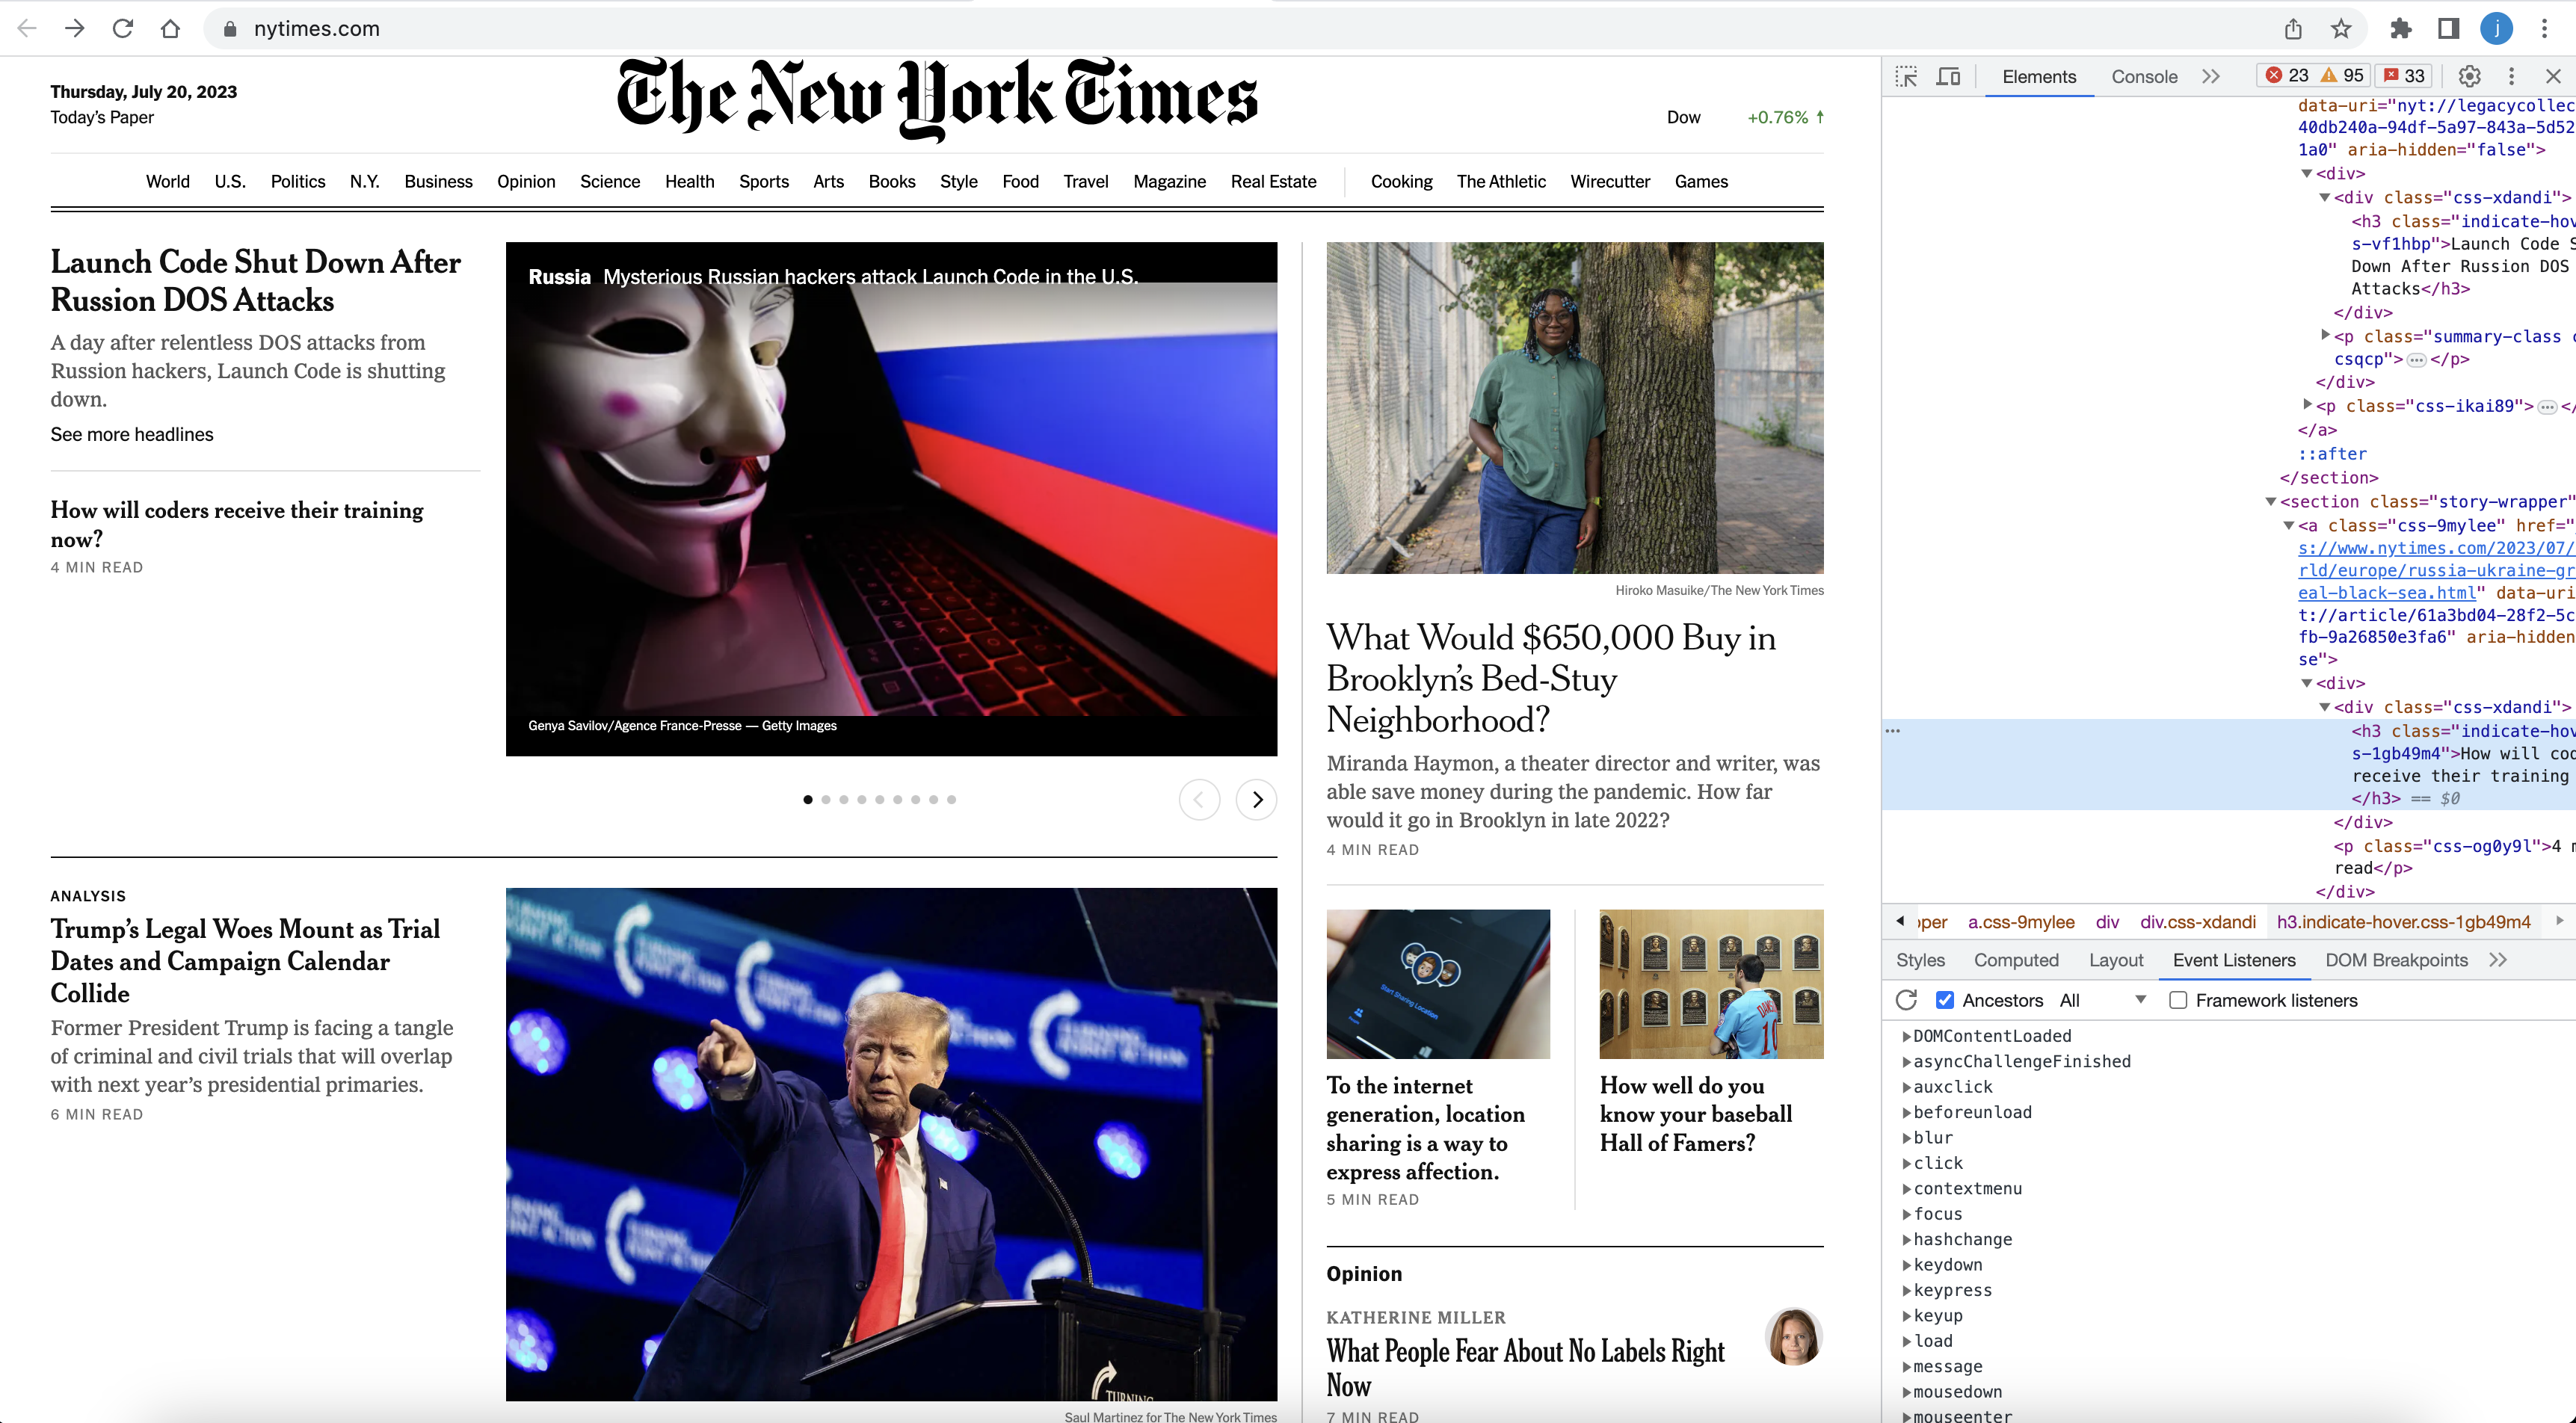 nytimes.com
j
Thursday, July 20, 2023
Today's Paper
The New York Times
Dow +0.76% ↑
World U.S. Politics N.Y. Business Opinion Science Health Sports Arts Books Style Food Travel Magazine Real Estate Cooking The Athletic Wirecutter Games
Launch Code Shut Down After
Russion DOS Attacks
A day after relentless DOS attacks from
Russion hackers, Launch Code is shutting
down.
See more headlines
How will coders receive their training
now?
4 MIN READ
Russia Mysterious Russian hackers attack Launch Code in the U.S.
Genya Savilov/Agence France-Presse — Getty Images
Hiroko Masuike/The New York Times
What Would $650,000 Buy in
Brooklyn's Bed-Stuy
Neighborhood?
Miranda Haymon, a theater director and writer, was
able save money during the pandemic. How far
would it go in Brooklyn in late 2022?
4 MIN READ
ANALYSIS
Trump's Legal Woes Mount as Trial
Dates and Campaign Calendar
Collide
Former President Trump is facing a tangle
of criminal and civil trials that will overlap
with next year's presidential primaries.
6 MIN READ
TURNING
POINT ACTION
TURNING
Saul Martinez for The New York Times
Start Sharing Location
To the internet
generation, location
sharing is a way to
express affection.
5 MIN READ
How well do you
know your baseball
Hall of Famers?
Opinion
KATHERINE MILLER
What People Fear About No Labels Right
Now
7 MIN READ
Elements Console 23 95 33
data-uri="nyt://legacycollec
40db240a-94df-5a97-843a-5d52
1a0" aria-hidden="false">
<div>
<div class="css-xdandi">
<h3 class="indicate-hov
s-vf1hbp">Launch Code S
Down After Russion DOS
Attacks</h3>
</div>
<p class="summary-class c
csqcp">…</p>
</div>
<p class="css-ikai89">…</
</a>
::after
</section>
<section class="story-wrapper"
<a class="css-9mylee" href="
s://www.nytimes.com/2023/07/
rld/europe/russia-ukraine-gr
eal-black-sea.html" data-uri
t://article/61a3bd04-28f2-5c
fb-9a26850e3fa6" aria-hidden
se">
<div>
<div class="css-xdandi">
<h3 class="indicate-hov
s-1gb49m4">How will cod
receive their training
</h3> == $0
</div>
<p class="css-og0y9l">4 m
read</p>
</div>
pper a.css-9mylee div div.css-xdandi h3.indicate-hover.css-1gb49m4
Styles Computed Layout Event Listeners DOM Breakpoints
Ancestors All Framework listeners
DOMContentLoaded
asyncChallengeFinished
auxclick
beforeunload
blur
click
contextmenu
focus
hashchange
keydown
keypress
keyup
load
message
mousedown
mouseenter